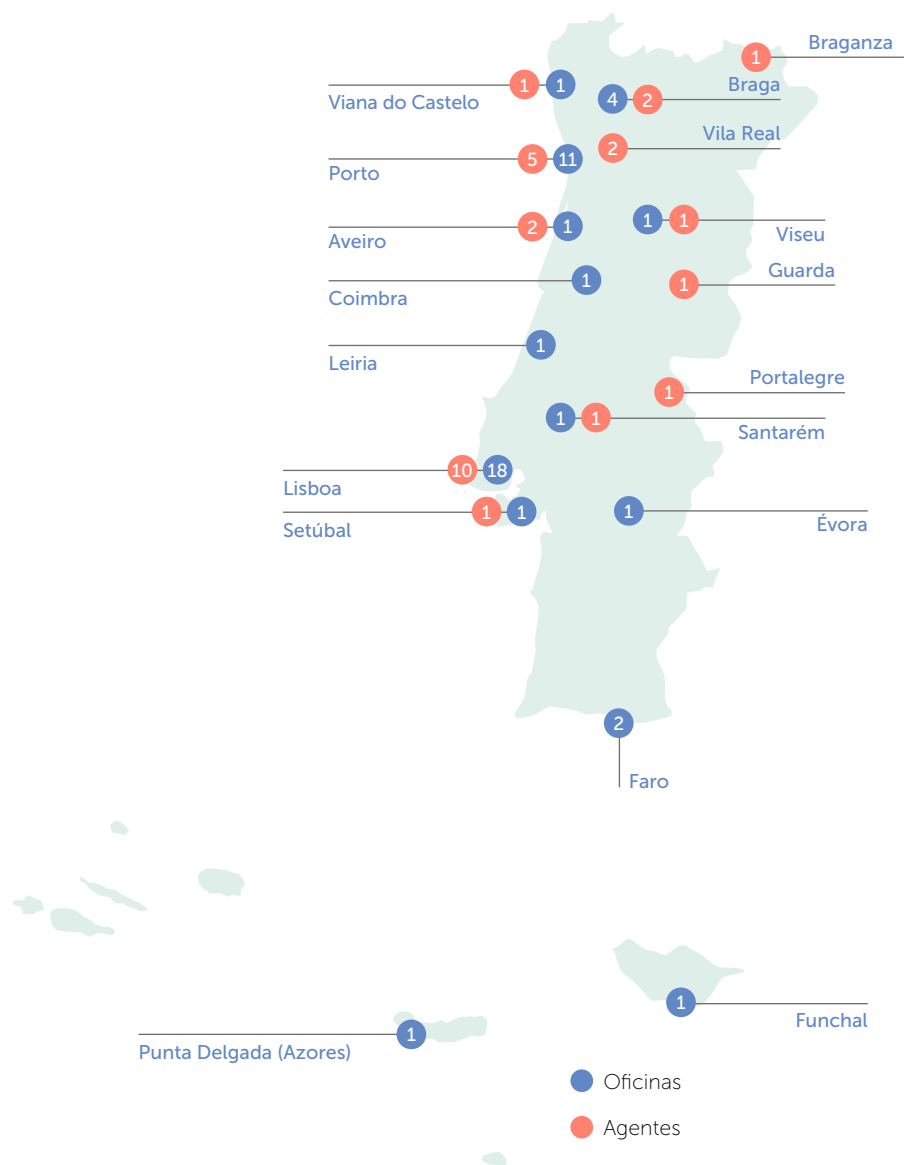 Braganza
1
Viana do Castelo
1
1
Braga
4
2
Vila Real
2
Porto
5
11
Aveiro
2
1
Viseu
1
1
Coimbra
1
Guarda
1
Leiria
1
Portalegre
1
Santarém
1
1
Lisboa
10
18
Setúbal
1
1
Évora
1
2
Faro
1
Funchal
1
Punta Delgada (Azores)
Oficinas
Agentes